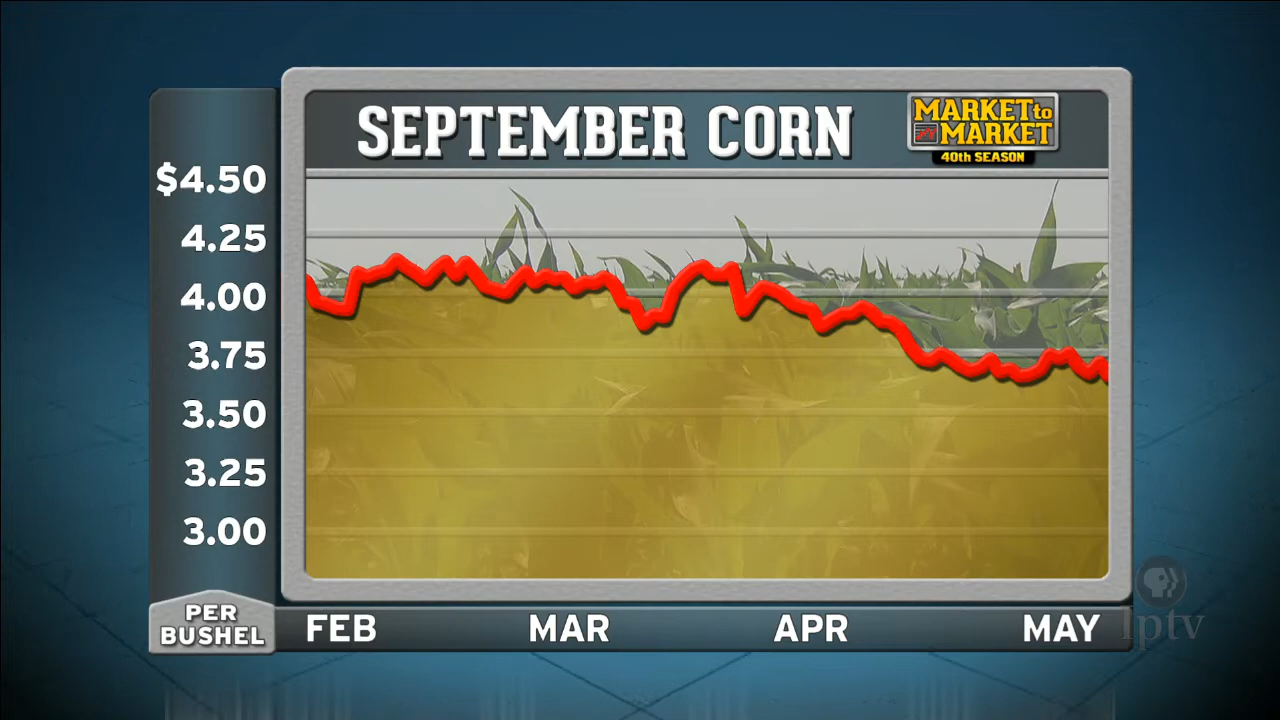 SEPTEMBER CORN
MARKET to
MARKET
40th SEASON
$4.50
4.25
4.00
3.75
3.50
3.25
3.00
PER
BUSHEL
FEB
MAR
APR
MAY
iptv